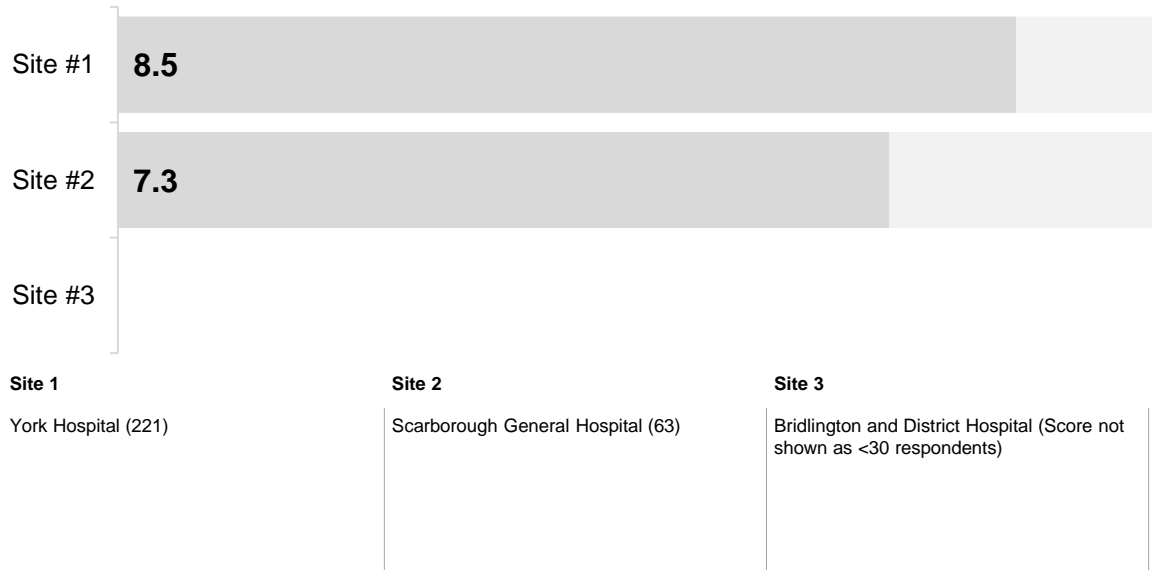 Site #1
8.5
Site #2
7.3
Site #3
Site 1
York Hospital (221)
Site 2
Scarborough General Hospital (63)
Site 3
Bridlington and District Hospital (Score not
shown as <30 respondents)